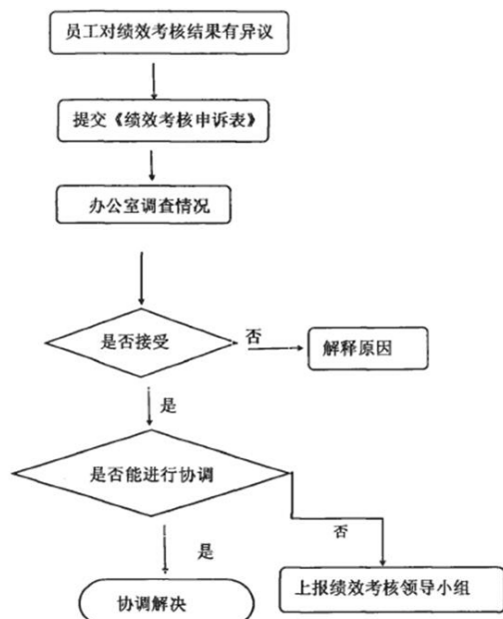 员工对绩效考核结果有异议
提交《绩效考核申诉表》
办公室调查情况
是否接受
否
解释原因
是
是否能进行协调
否
是
上报绩效考核领导小组
协调解决